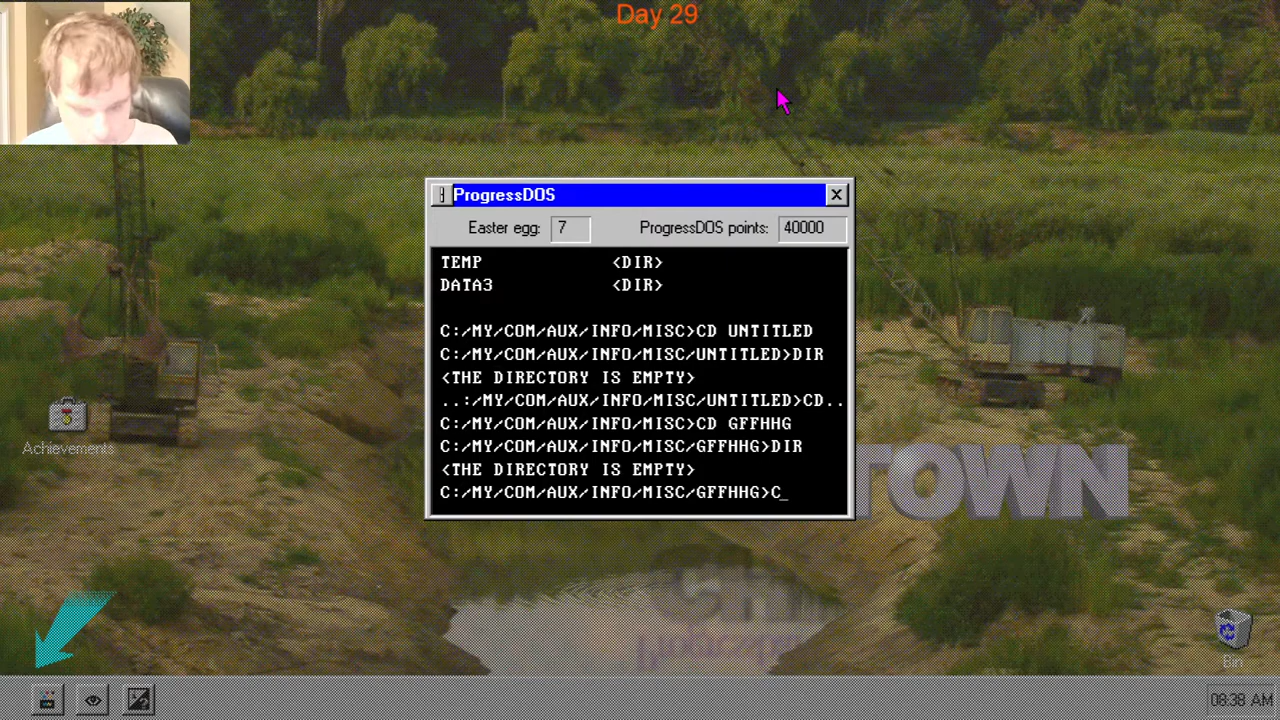 Day 29
ProgressDOS
Easter egg: 7 ProgressDOS points: 40000
TEMP <DIR>
DATA3 <DIR>
C:/MY/COM/AUX/INFO/MISC>CD UNTITLED
C:/MY/COM/AUX/INFO/MISC/UNTITLED>DIR
<THE DIRECTORY IS EMPTY>
..:/MY/COM/AUX/INFO/MISC/UNTITLED>CD..
C:/MY/COM/AUX/INFO/MISC>CD GFFHHG
C:/MY/COM/AUX/INFO/MISC/GFFHHG>DIR
<THE DIRECTORY IS EMPTY>
C:/MY/COM/AUX/INFO/MISC/GFFHHG>C_
Achievements
TOWN
Bin
08:38 AM